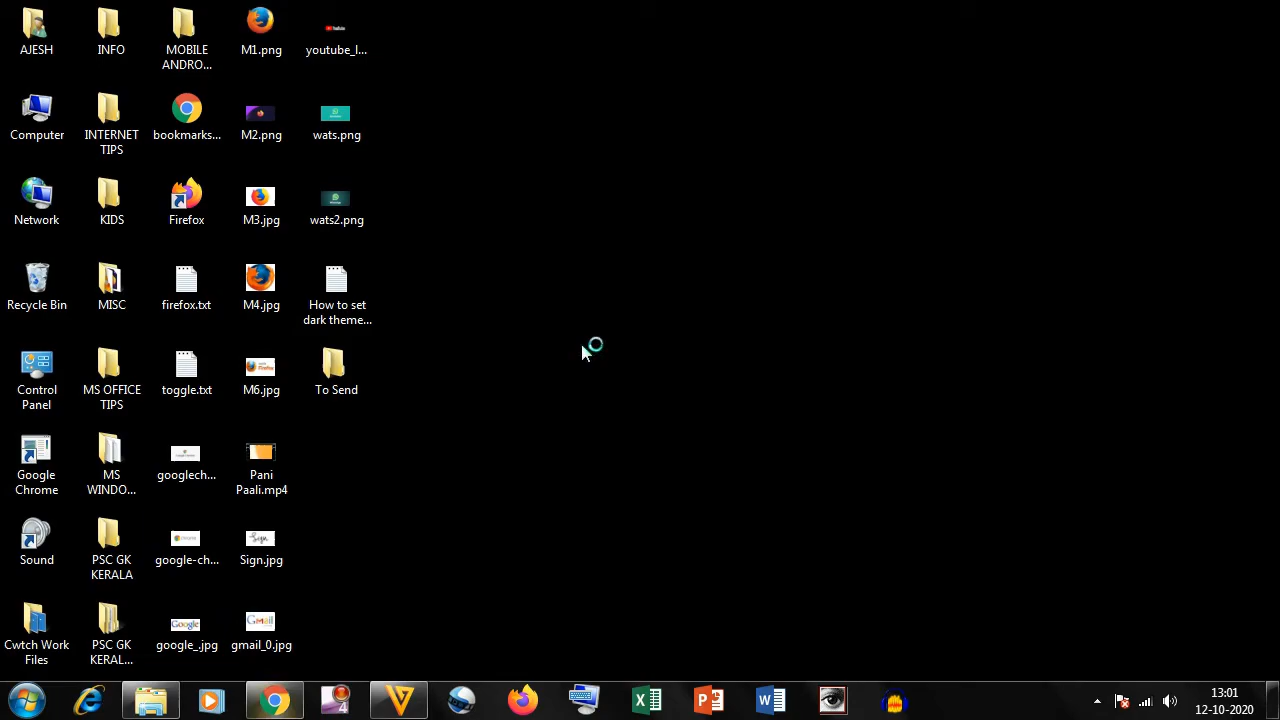 AJESH
INFO
MOBILE
ANDRO...
M1.png
youtube_l...
Computer
INTERNET
TIPS
bookmarks...
M2.png
wats.png
Network
KIDS
Firefox
M3.jpg
wats2.png
Recycle Bin
MISC
firefox.txt
M4.jpg
How to set
dark theme...
Control
Panel
MS OFFICE
TIPS
toggle.txt
M6.jpg
To Send
Google
Chrome
MS
WINDO...
googlech...
Pani
Paali.mp4
Sound
PSC GK
KERALA
google-ch...
Sign.jpg
Cwtch Work
Files
PSC GK
KERAL...
Google
google_.jpg
Gmail
gmail_0.jpg
4
13:01
12-10-2020